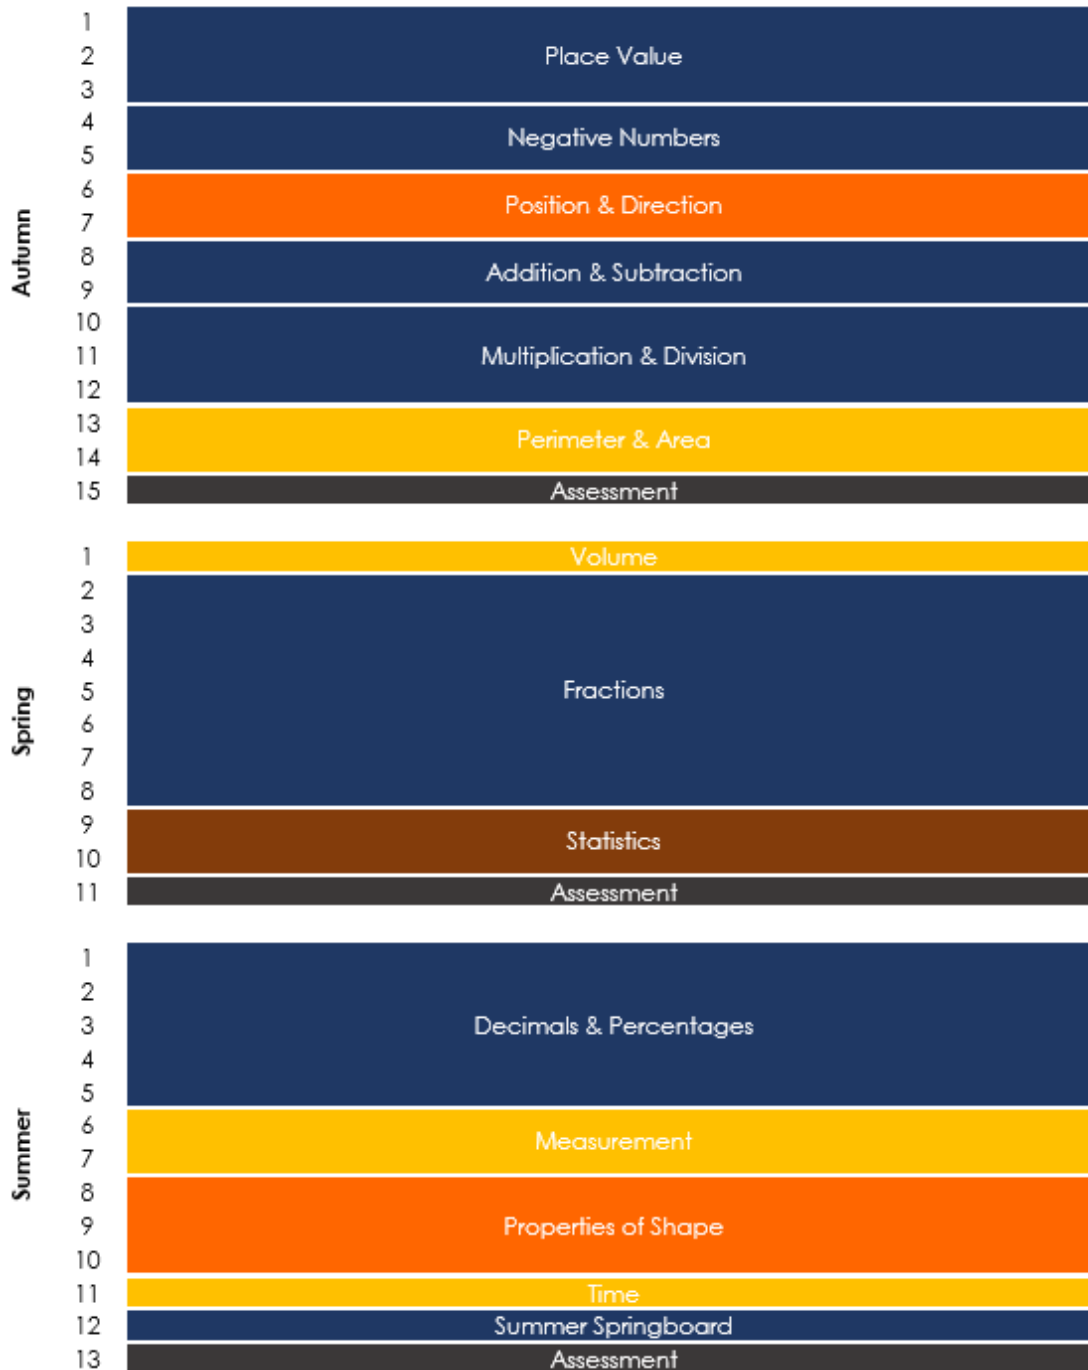 Autumn
1
2
3
Place Value
4
5
Negative Numbers
6
7
Position & Direction
8
9
Addition & Subtraction
10
11
12
Multiplication & Division
13
14
Perimeter & Area
15
Assessment
Spring
1
Volume
2
3
4
5
6
7
8
Fractions
9
10
Statistics
11
Assessment
Summer
1
2
3
4
5
Decimals & Percentages
6
7
Measurement
8
9
10
Properties of Shape
11
Time
12
Summer Springboard
13
Assessment